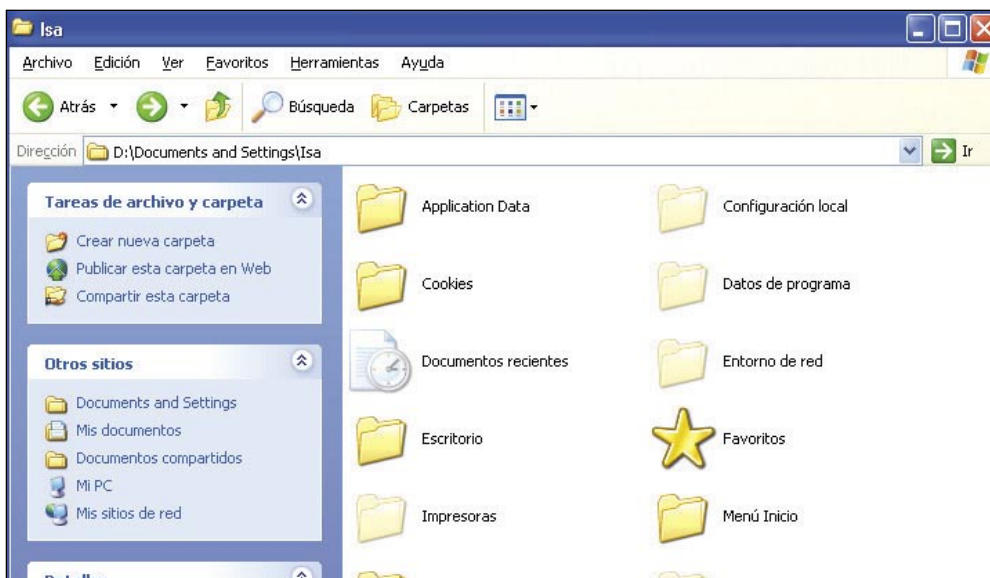 Isa
Archivo Edición Ver Favoritos Herramientas Ayuda
Atrás Búsqueda Carpetas
Dirección D:\Documents and Settings\Isa Ir
Tareas de archivo y carpeta
Crear nueva carpeta
Publicar esta carpeta en Web
Compartir esta carpeta
Otros sitios
Documents and Settings
Mis documentos
Documentos compartidos
Mi PC
Mis sitios de red
Application Data Configuración local
Cookies Datos de programa
Documentos recientes Entorno de red
Escritorio Favoritos
Impresoras Menú Inicio